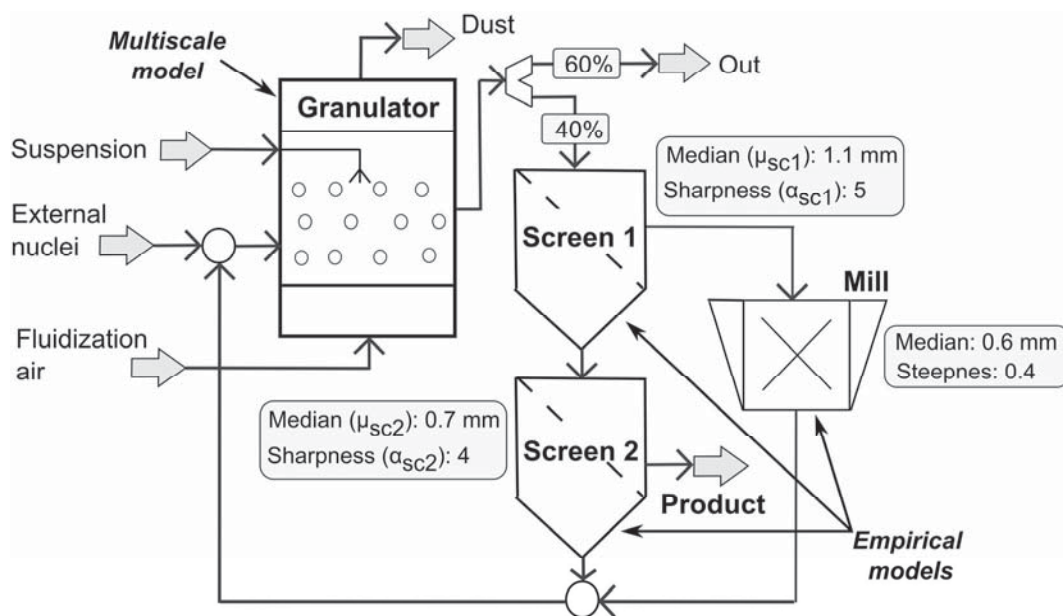 Multiscale
model
Dust
60%
Out
Granulator
40%
Suspension
Median (μsc1): 1.1 mm
Sharpness (αsc1): 5
External
nuclei
Screen 1
Mill
Fluidization
air
Median: 0.6 mm
Steepnes: 0.4
Median (μsc2): 0.7 mm
Sharpness (αsc2): 4
Screen 2
Product
Empirical
models